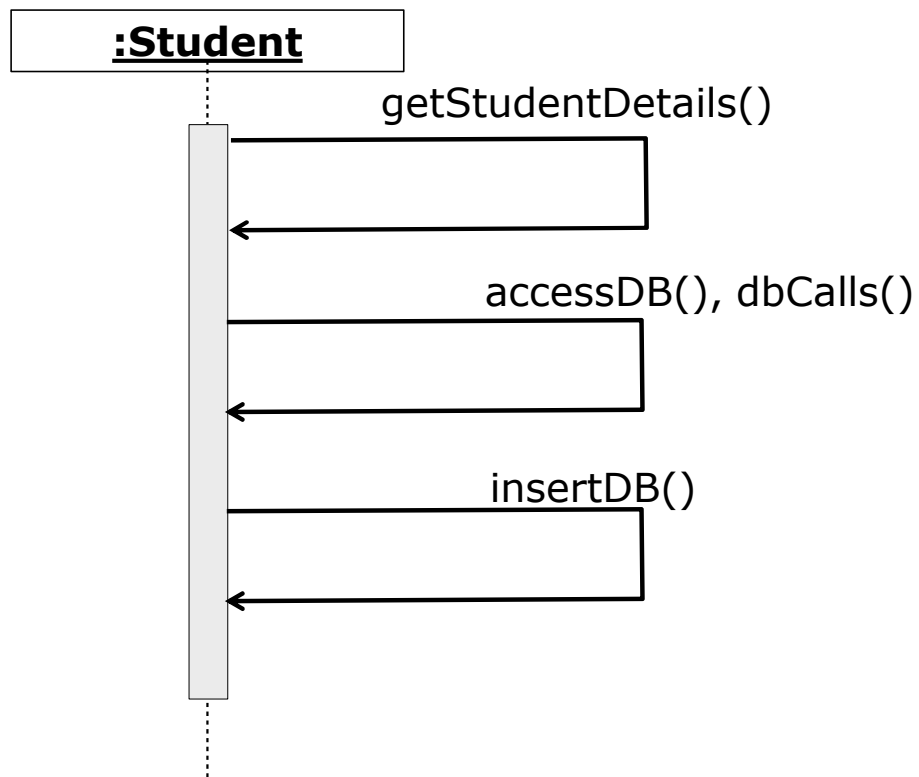 :Student
getStudentDetails()
accessDB(), dbCalls()
insertDB()